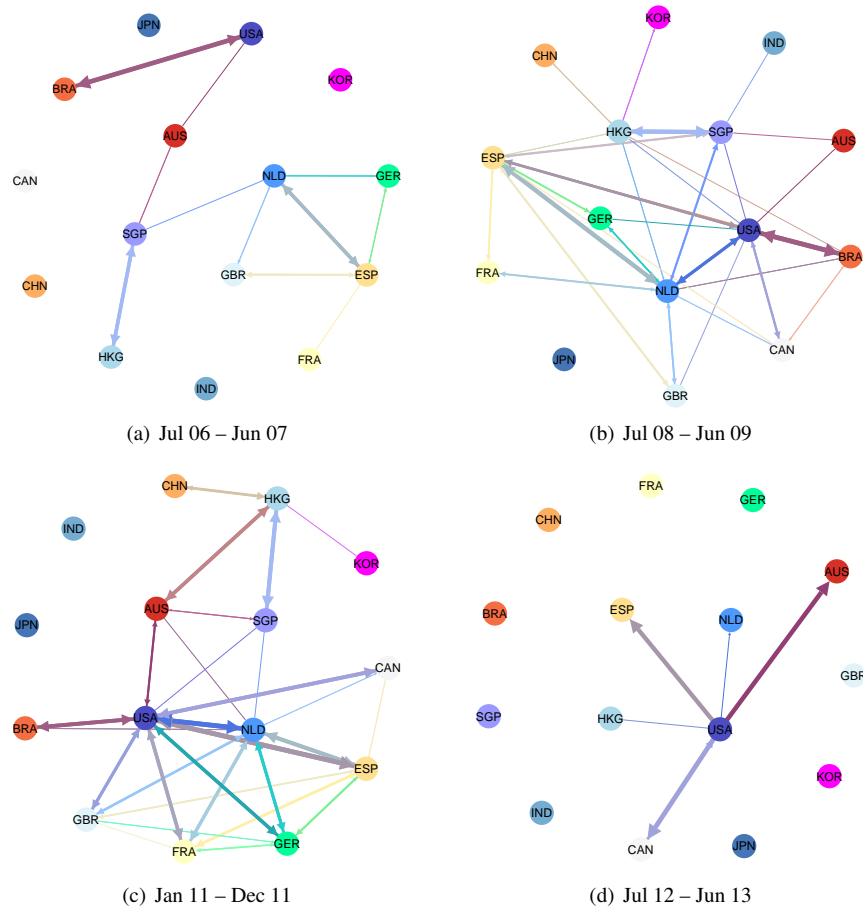 JPN
USA
KOR
BRA
AUS
CAN
NLD
GER
SGP
GBR
ESP
CHN
HKG
FRA
IND
(a) Jul 06 – Jun 07
KOR
IND
CHN
HKG
SGP
AUS
ESP
GER
USA
BRA
FRA
NLD
CAN
JPN
GBR
(b) Jul 08 – Jun 09
CHN
HKG
IND
KOR
AUS
SGP
JPN
CAN
USA
BRA
NLD
ESP
GBR
GER
FRA
(c) Jan 11 – Dec 11
FRA
GER
CHN
AUS
BRA
ESP
NLD
GBR
SGP
HKG
USA
KOR
IND
CAN
JPN
(d) Jul 12 – Jun 13